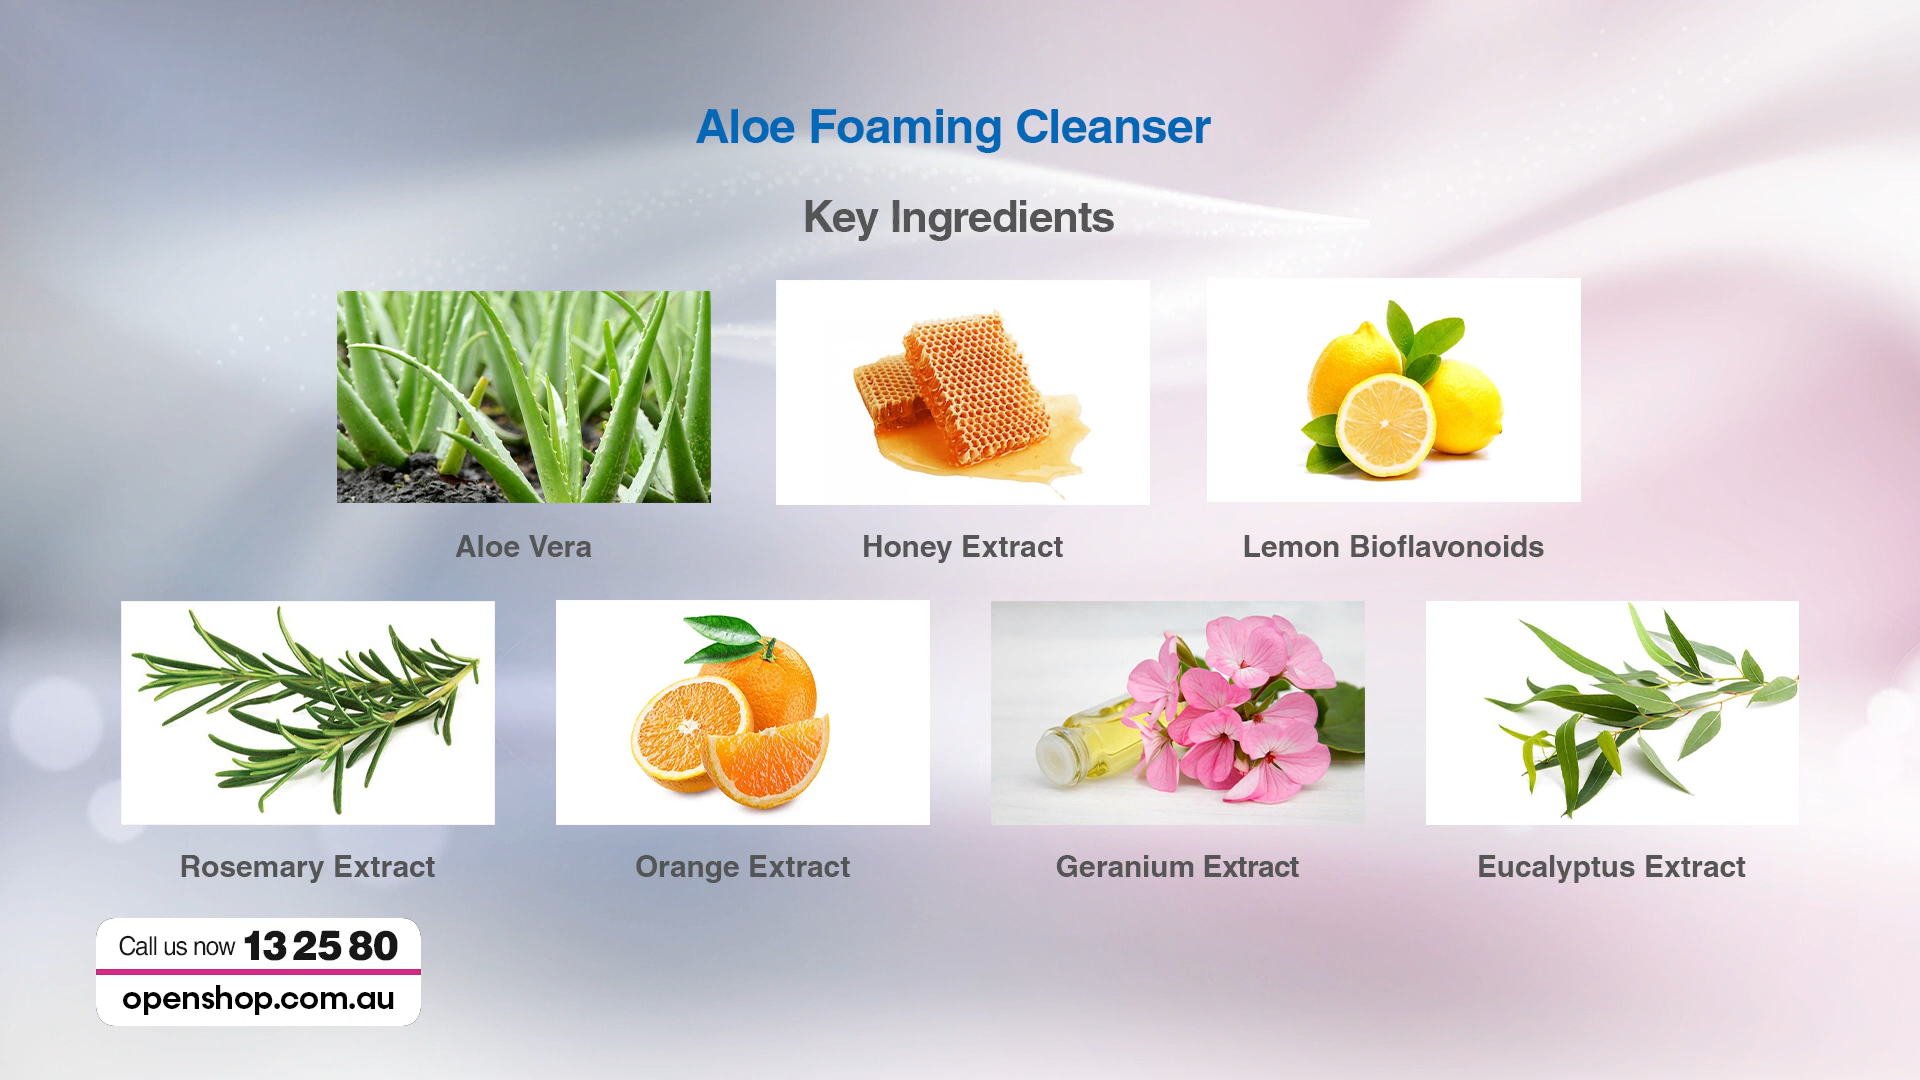 Aloe Foaming Cleanser
Key Ingredients
Aloe Vera
Honey Extract
Lemon Bioflavonoids
Rosemary Extract
Orange Extract
Geranium Extract
Eucalyptus Extract
Call us now 13 25 80
openshop.com.au